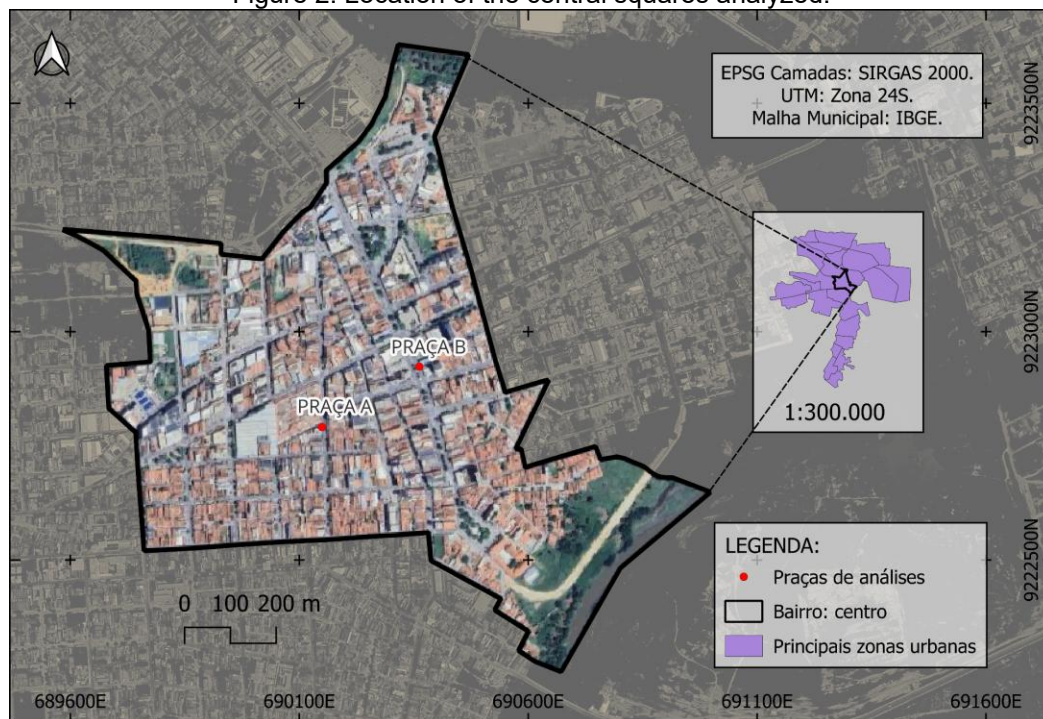 Figure 2. Location of the central squares analyzed.
EPSG Camadas: SIRGAS 2000.
UTM: Zona 24S.
Malha Municipal: IBGE.
9223500N
1:300.000
9223000N
PRAÇA B
PRAÇA A
LEGENDA:
Praças de análises
Bairro: centro
Principais zonas urbanas
9222500N
0 100 200 m
689600E 690100E 690600E 691100E 691600E